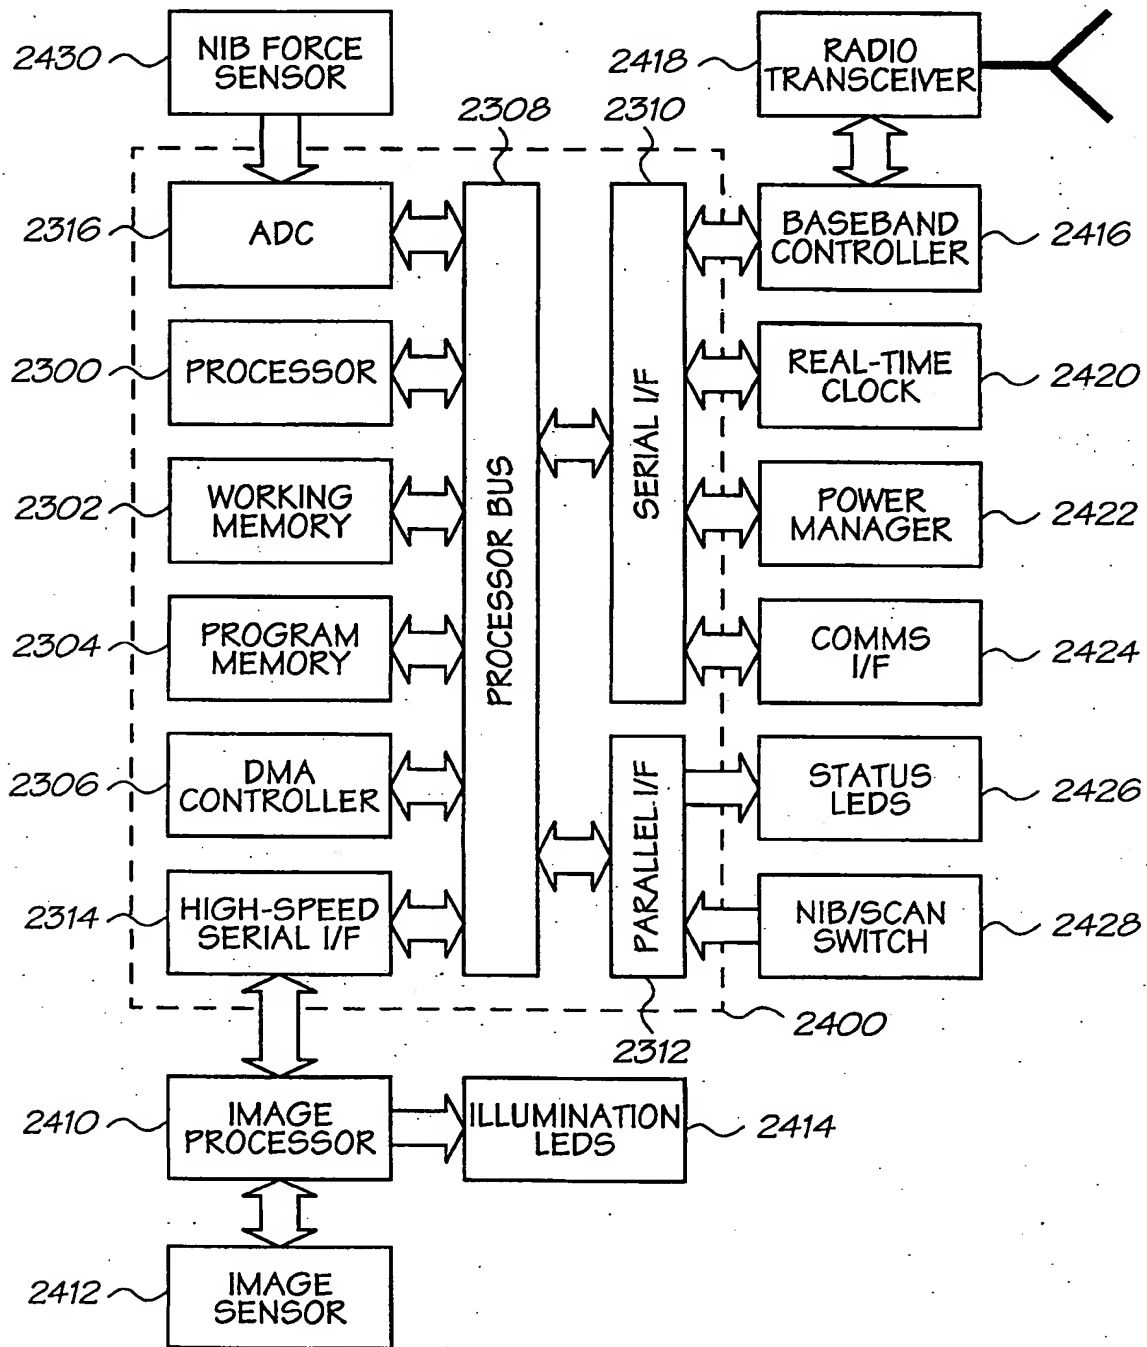 2430
NIB FORCE
SENSOR
2418
RADIO
TRANSCEIVER
2308
2310
2316
ADC
BASEBAND
CONTROLLER
2416
2300
PROCESSOR
REAL-TIME
CLOCK
2420
2302
WORKING
MEMORY
PROCESSOR BUS
SERIAL I/F
POWER
MANAGER
2422
2304
PROGRAM
MEMORY
COMMS
I/F
2424
2306
DMA
CONTROLLER
PARALLEL I/F
STATUS
LEDS
2426
2314
HIGH-SPEED
SERIAL I/F
NIB/SCAN
SWITCH
2428
2312
2400
2410
IMAGE
PROCESSOR
ILLUMINATION
LEDS
2414
2412
IMAGE
SENSOR